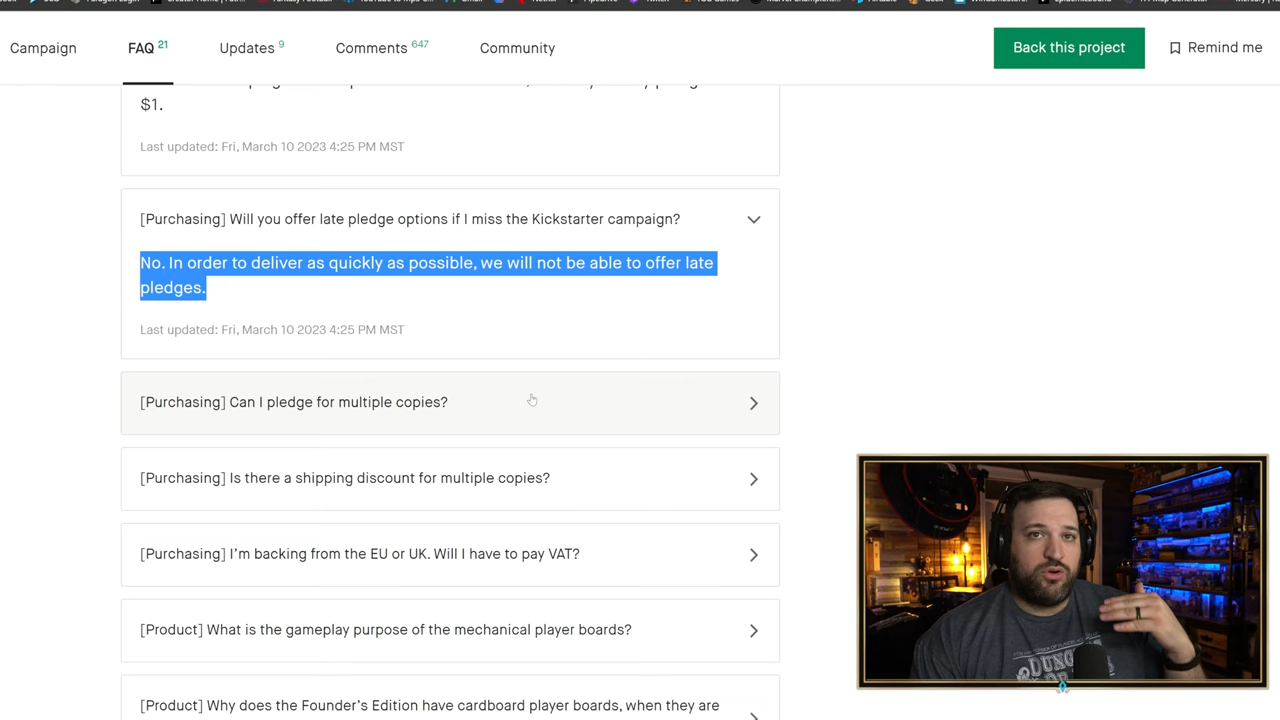 Campaign
FAQ 21
Updates 9
Comments 647
Community
Back this project
Remind me
$1.
Last updated: Fri, March 10 2023 4:25 PM MST
[Purchasing] Will you offer late pledge options if I miss the Kickstarter campaign?
No. In order to deliver as quickly as possible, we will not be able to offer late
pledges.
Last updated: Fri, March 10 2023 4:25 PM MST
[Purchasing] Can I pledge for multiple copies?
[Purchasing] Is there a shipping discount for multiple copies?
[Purchasing] I'm backing from the EU or UK. Will I have to pay VAT?
[Product] What is the gameplay purpose of the mechanical player boards?
[Product] Why does the Founder's Edition have cardboard player boards, when they are